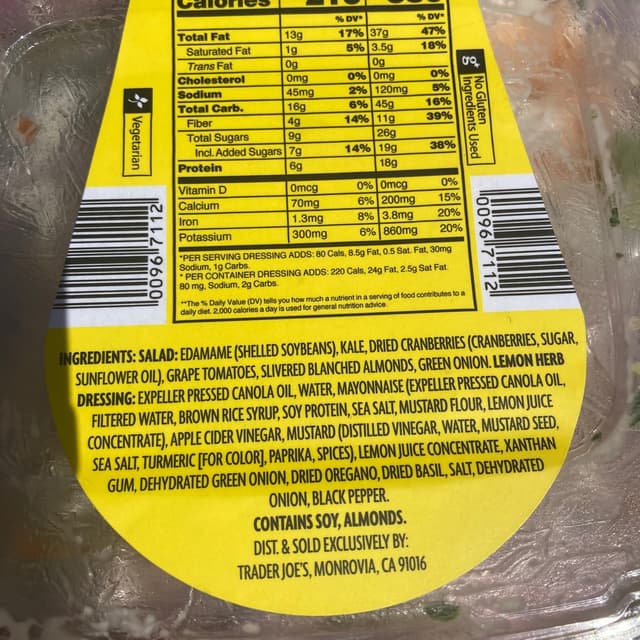 Calories
% DV* % DV*
Total Fat 13g 17% 37g 47%
Saturated Fat 1g 5% 3.5g 18%
Trans Fat 0g 0g
Cholesterol 0mg 0% 0mg 0%
Sodium 45mg 2% 120mg 5%
Total Carb. 16g 6% 45g 16%
Fiber 4g 14% 11g 39%
Total Sugars 9g 26g
Incl. Added Sugars 7g 14% 19g 38%
Protein 6g 18g
Vitamin D 0mcg 0% 0mcg 0%
Calcium 70mg 6% 200mg 15%
Iron 1.3mg 8% 3.8mg 20%
Potassium 300mg 6% 860mg 20%
*PER SERVING DRESSING ADDS: 80 Cals, 8.5g Fat, 0.5 Sat. Fat, 30mg
Sodium, 1g Carbs.
* PER CONTAINER DRESSING ADDS: 220 Cals, 24g Fat, 2.5g Sat Fat.
80 mg, Sodium, 2g Carbs.
**The % Daily Value (DV) tells you how much a nutrient in a serving of food contributes to a
daily diet. 2,000 calories a day is used for general nutrition advice.
Vegetarian
g
No Gluten
Ingredients Used
0096 7112
0096 7112
INGREDIENTS: SALAD: EDAMAME (SHELLED SOYBEANS), KALE, DRIED CRANBERRIES (CRANBERRIES, SUGAR,
SUNFLOWER OIL), GRAPE TOMATOES, SLIVERED BLANCHED ALMONDS, GREEN ONION. LEMON HERB
DRESSING: EXPELLER PRESSED CANOLA OIL, WATER, MAYONNAISE (EXPELLER PRESSED CANOLA OIL,
FILTERED WATER, BROWN RICE SYRUP, SOY PROTEIN, SEA SALT, MUSTARD FLOUR, LEMON JUICE
CONCENTRATE), APPLE CIDER VINEGAR, MUSTARD (DISTILLED VINEGAR, WATER, MUSTARD SEED,
SEA SALT, TURMERIC [FOR COLOR], PAPRIKA, SPICES), LEMON JUICE CONCENTRATE, XANTHAN
GUM, DEHYDRATED GREEN ONION, DRIED OREGANO, DRIED BASIL, SALT, DEHYDRATED
ONION, BLACK PEPPER.
CONTAINS SOY, ALMONDS.
DIST. & SOLD EXCLUSIVELY BY:
TRADER JOE'S, MONROVIA, CA 91016